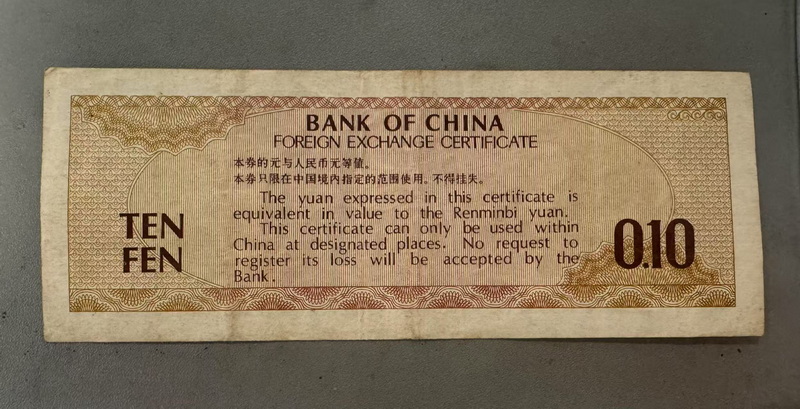 BANK OF CHINA
FOREIGN EXCHANGE CERTIFICATE
本券的元与人民币元等值。
本券只限在中国境内指定的范围使用。不得挂失。
The yuan expressed in this certificate is
equivalent in value to the Renminbi yuan.
This certificate can only be used within
China at designated places. No request to
register its loss will be accepted by the
Bank.
TEN
FEN
0.10